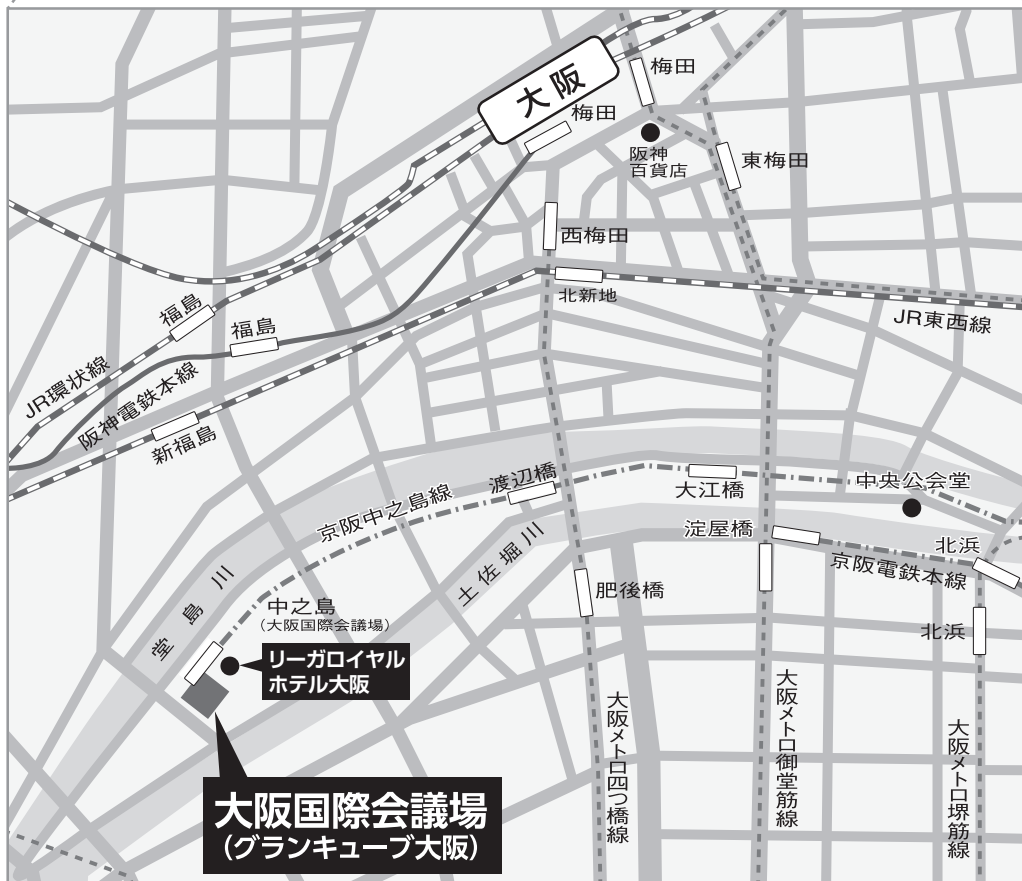 大阪
梅田
梅田
阪神
百貨店
東梅田
西梅田
北新地
JR東西線
福島
福島
JR環状線
阪神電鉄本線
新福島
渡辺橋
大江橋
中央公会堂
京阪中之島線
淀屋橋
北浜
京阪電鉄本線
土佐堀川
堂島川
肥後橋
中之島
(大阪国際会議場)
北浜
リーガロイヤル
ホテル大阪
大阪メトロ四つ橋線
大阪メトロ御堂筋線
大阪メトロ堺筋線
大阪国際会議場
(グランキューブ大阪)